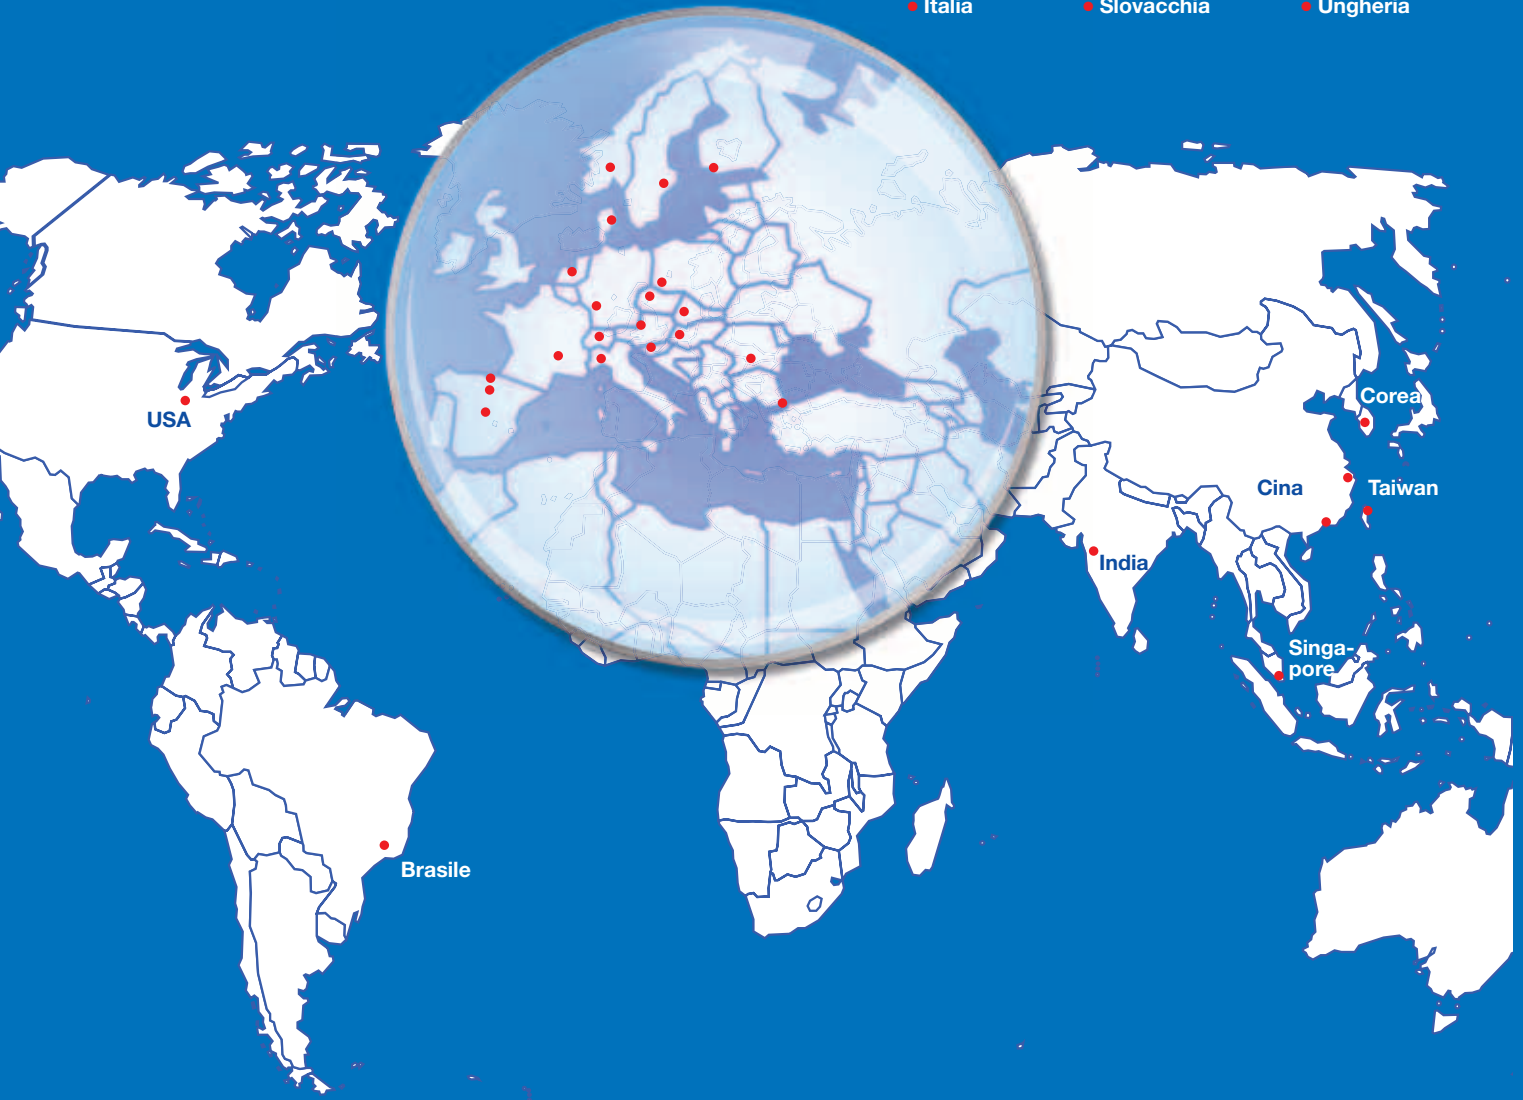 Italia
Slovacchia
Ungheria
USA
Corea
Cina
Taiwan
India
Singa-
pore
Brasile